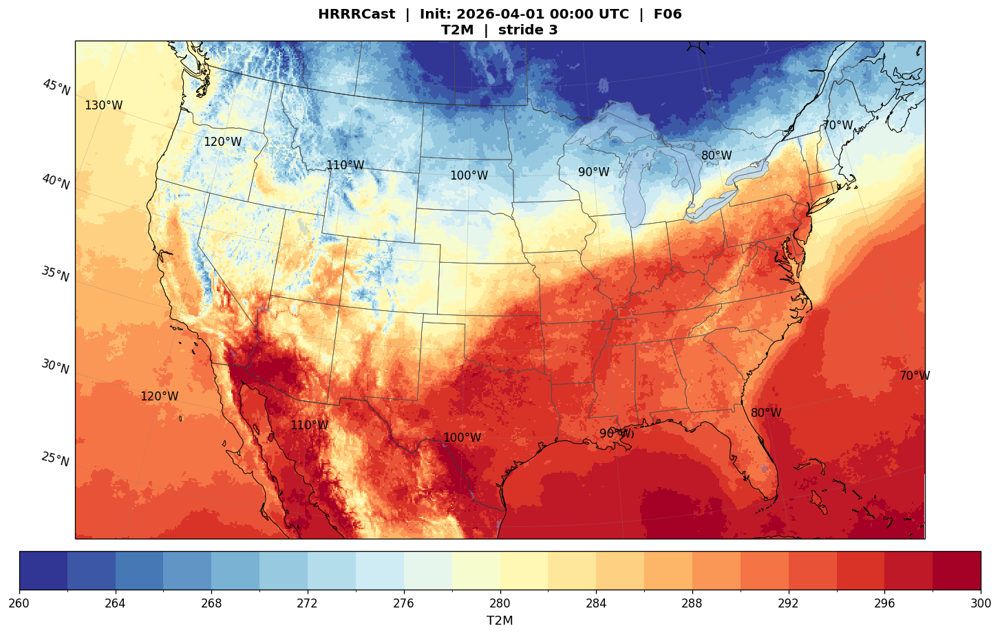 HRRRCast | Init: 2026-04-01 00:00 UTC | F06
T2M | stride 3
45°N
130°W
120°W
110°W
100°W
90°W
80°W
70°W
40°N
35°N
30°N
25°N
120°W
110°W
100°W
90°W
80°W
70°W
260 264 268 272 276 280 284 288 292 296 300
T2M